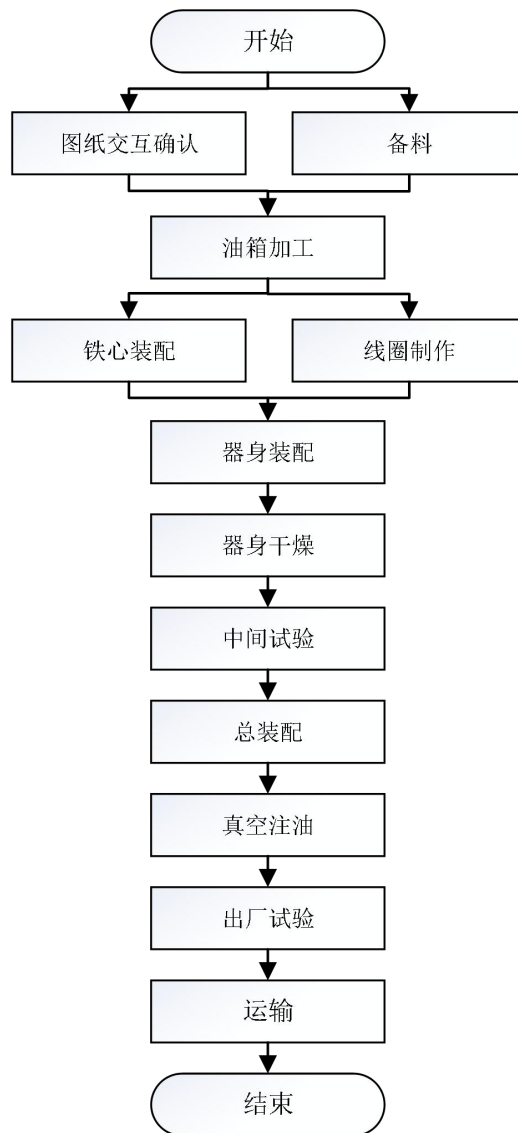 开始
图纸交互确认
备料
油箱加工
铁心装配
线圈制作
器身装配
器身干燥
中间试验
总装配
真空注油
出厂试验
运输
结束